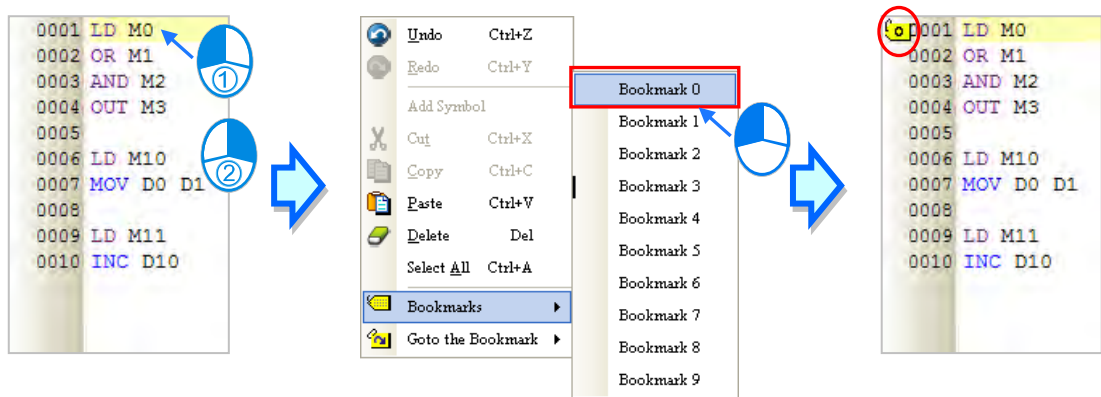 0001 LD M0
0002 OR M1
0003 AND M2
0004 OUT M3
0005
0006 LD M10
0007 MOV D0 D1
0008
0009 LD M11
0010 INC D10
①
②
Undo Ctrl+Z
Redo Ctrl+Y
Add Symbol
Cut Ctrl+X
Copy Ctrl+C
Paste Ctrl+V
Delete Del
Select All Ctrl+A
Bookmarks
Goto the Bookmark
Bookmark 0
Bookmark 1
Bookmark 2
Bookmark 3
Bookmark 4
Bookmark 5
Bookmark 6
Bookmark 7
Bookmark 8
Bookmark 9
0 0001 LD M0
0002 OR M1
0003 AND M2
0004 OUT M3
0005
0006 LD M10
0007 MOV D0 D1
0008
0009 LD M11
0010 INC D10